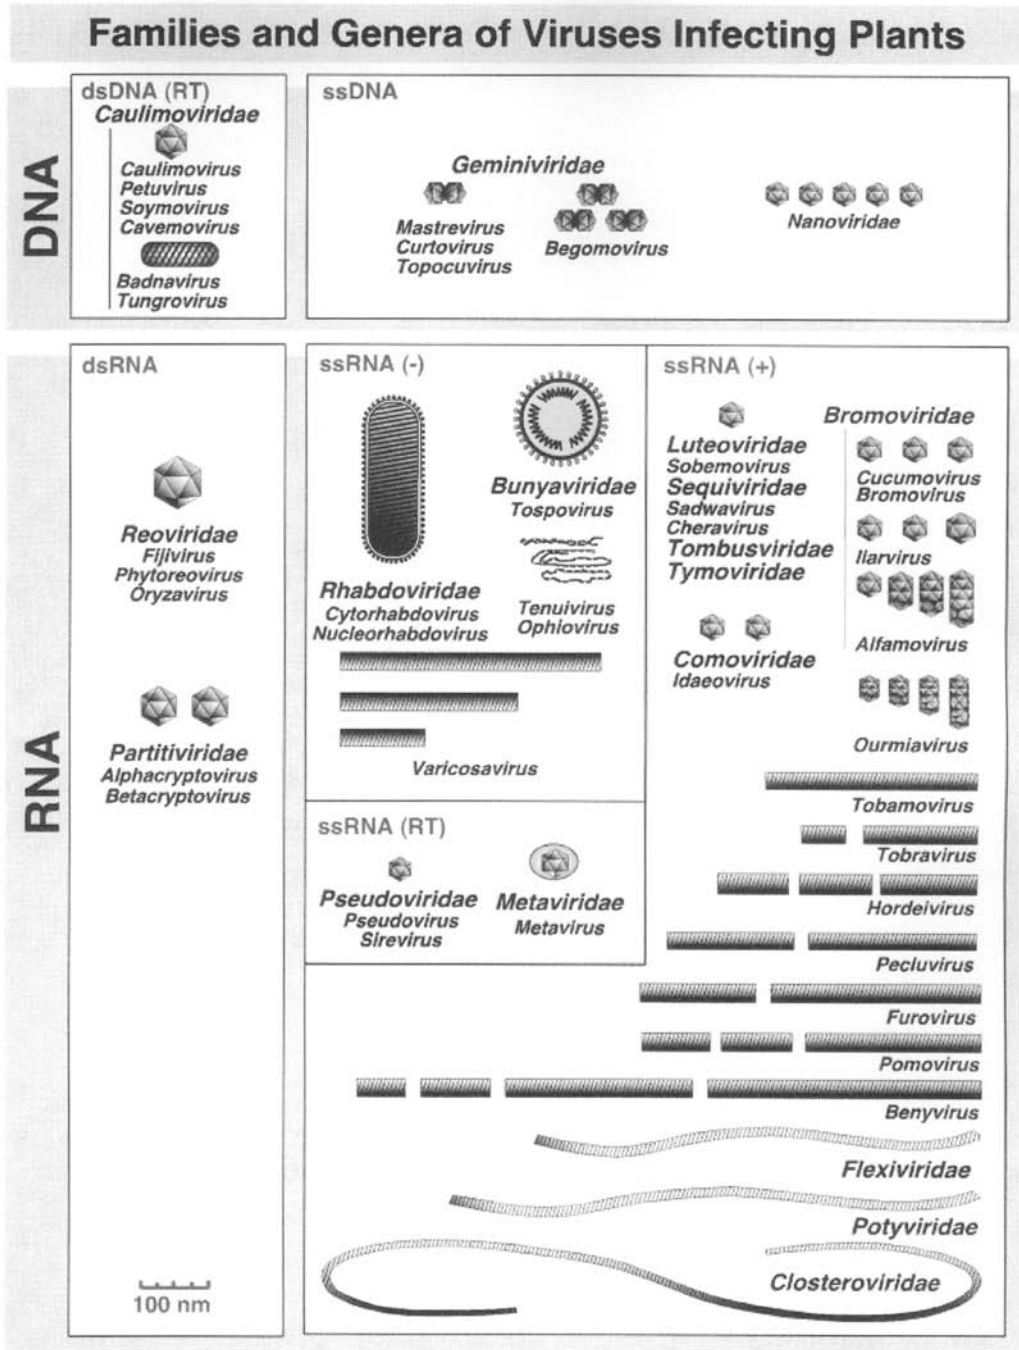 Families and Genera of Viruses Infecting Plants
DNA
dsDNA (RT)
Caulimoviridae
Caulimovirus
Petuvirus
Soymovirus
Cavemovirus
Badnavirus
Tungrovirus
ssDNA
Geminiviridae
Mastrevirus
Curtovirus
Topocuvirus
Begomovirus
Nanoviridae
RNA
dsRNA
Reoviridae
Fijivirus
Phytoreovirus
Oryzavirus
Partitiviridae
Alphacryptovirus
Betacryptovirus
100 nm
ssRNA (-)
Rhabdoviridae
Cytorhabdovirus
Nucleorhabdovirus
Bunyaviridae
Tospovirus
Tenuivirus
Ophiovirus
Varicosavirus
ssRNA (RT)
Pseudoviridae
Pseudovirus
Sirevirus
Metaviridae
Metavirus
ssRNA (+)
Luteoviridae
Sobemovirus
Sequiviridae
Sadwavirus
Cheravirus
Tombusviridae
Tymoviridae
Comoviridae
Idaeovirus
Bromoviridae
Cucumovirus
Bromovirus
Ilarvirus
Alfamovirus
Ourmiavirus
Tobamovirus
Tobravirus
Hordeivirus
Pecluvirus
Furovirus
Pomovirus
Benyvirus
Flexiviridae
Potyviridae
Closteroviridae